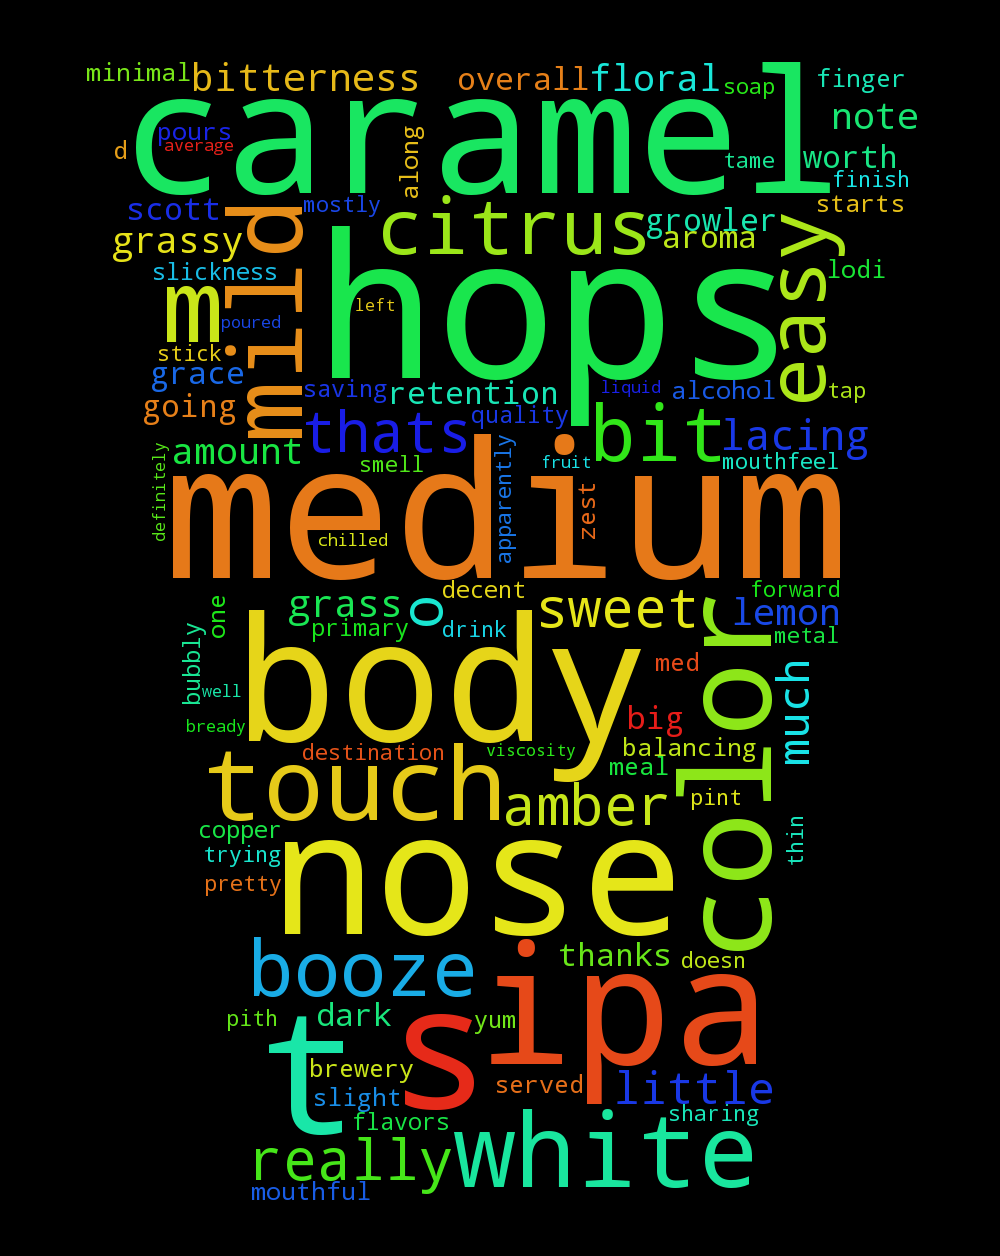 minimal
bitterness
overall
floral
soap
finger
caramel
note
pours
average
d
along
tame
worth
finish
scott
mostly
citrus
growler
starts
grassy
mild
aroma
easy
slickness
hops
lodi
m
left
poured
stick
grace
saving
retention
liquid
alcohol
tap
going
thats
quality
bit
lacing
amount
smell
apparently
fruit
mouthfeel
definitely
medium
zest
chilled
one
grass
o
decent
sweet
forward
lemon
primary
drink
color
metal
bubbly
body
med
much
well
bready
big
destination
viscosity
balancing
touch
meal
amber
pint
copper
trying
nose
thin
pretty
booze
thanks
doesn
ipa
pith
dark
s
yum
t
brewery
slight
served
little
flavors
sharing
really
white
mouthful